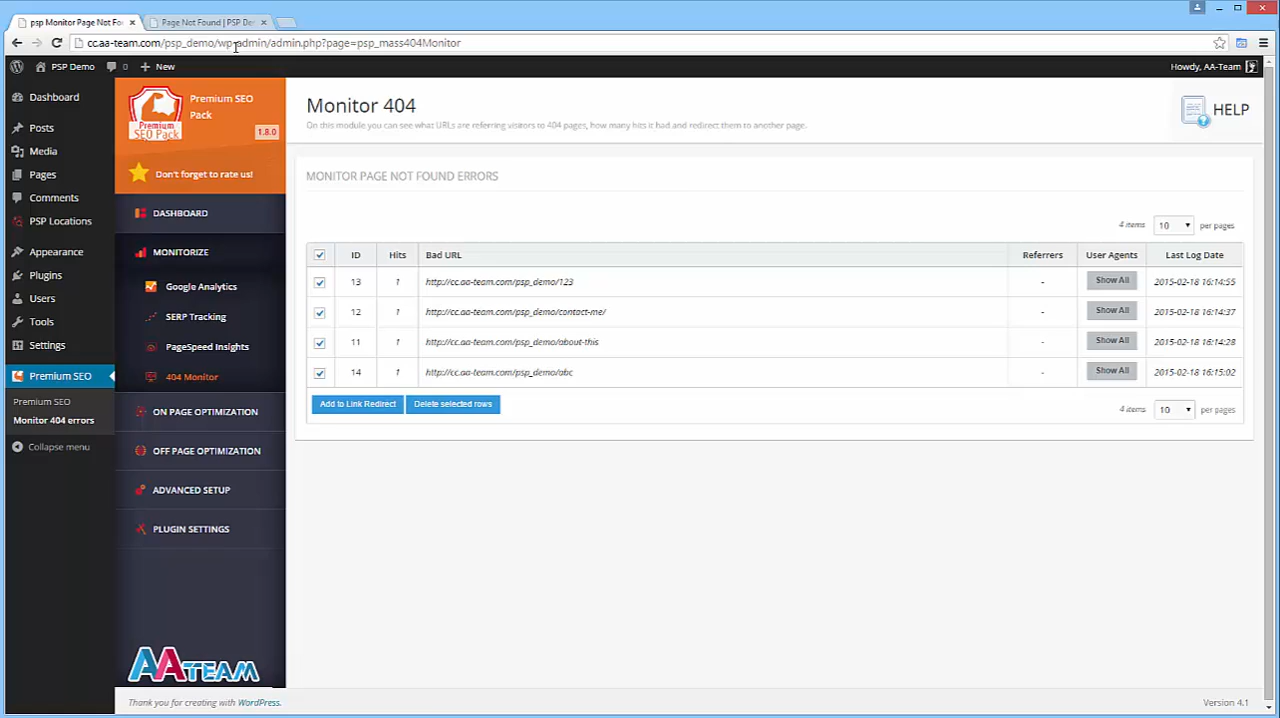 psp Monitor Page Not Fo
Page Not Found | PSP De
cc.aa-team.com/psp_demo/wp-admin/admin.php?page=psp_mass404Monitor
PSP Demo 0 New
Howdy, AA-Team
Dashboard
Posts
Media
Pages
Comments
PSP Locations
Appearance
Plugins
Users
Tools
Settings
Premium SEO
Premium SEO
Monitor 404 errors
Collapse menu
Premium SEO Pack
Premium SEO
Pack
1.8.0
Don't forget to rate us!
DASHBOARD
MONITORIZE
Google Analytics
SERP Tracking
PageSpeed Insights
404 Monitor
ON PAGE OPTIMIZATION
OFF PAGE OPTIMIZATION
ADVANCED SETUP
PLUGIN SETTINGS
AATEAM
Monitor 404
On this module you can see what URLs are referring visitors to 404 pages, how many hits it had and redirect them to another page.
HELP
MONITOR PAGE NOT FOUND ERRORS
4 items 10 per pages
ID Hits Bad URL Referrers User Agents Last Log Date
13 1 http://cc.aa-team.com/psp_demo/123 - Show All 2015-02-18 16:14:55
12 1 http://cc.aa-team.com/psp_demo/contact-me/ - Show All 2015-02-18 16:14:37
11 1 http://cc.aa-team.com/psp_demo/about-this - Show All 2015-02-18 16:14:28
14 1 http://cc.aa-team.com/psp_demo/abc - Show All 2015-02-18 16:15:02
Add to Link Redirect Delete selected rows
4 items 10 per pages
Thank you for creating with WordPress.
Version 4.1